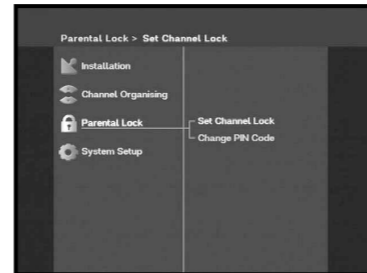 Parental Lock > Set Channel Lock
Installation
Channel Organising
Parental Lock
Set Channel Lock
Change PIN Code
System Setup